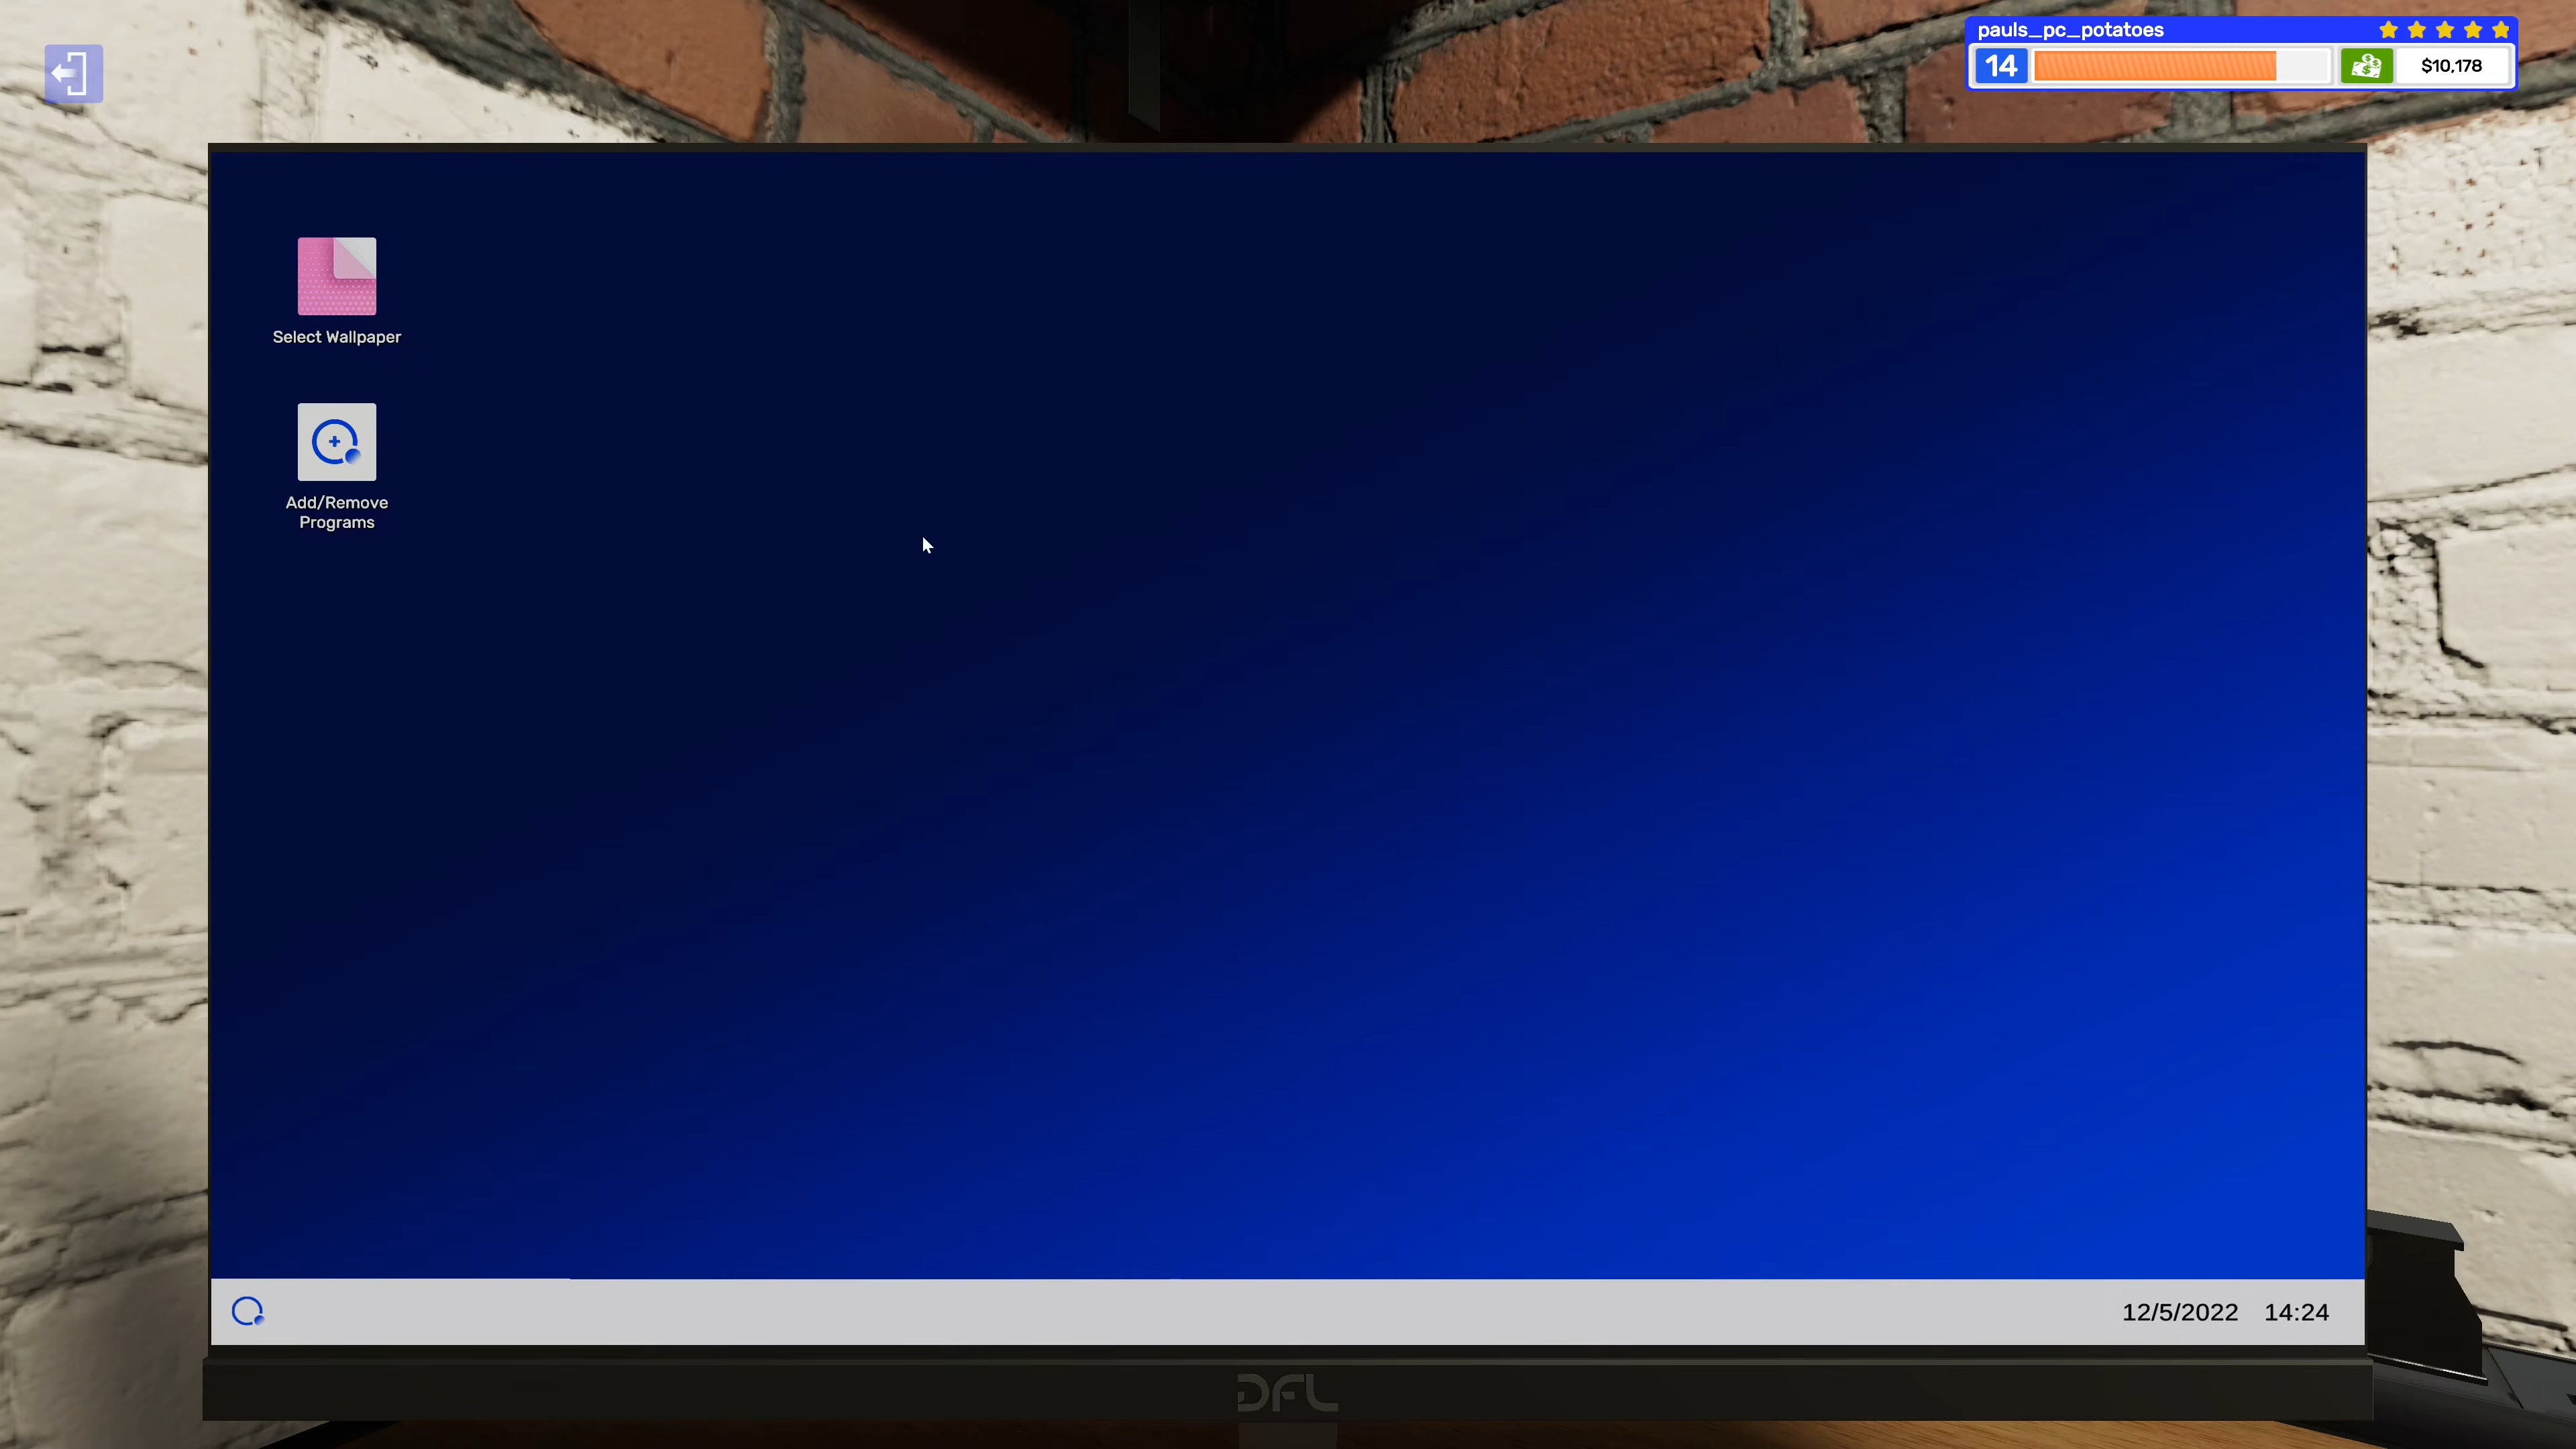 pauls_pc_potatoes
14
$10,178
Select Wallpaper
Add/Remove
Programs
12/5/2022 14:24
DFL